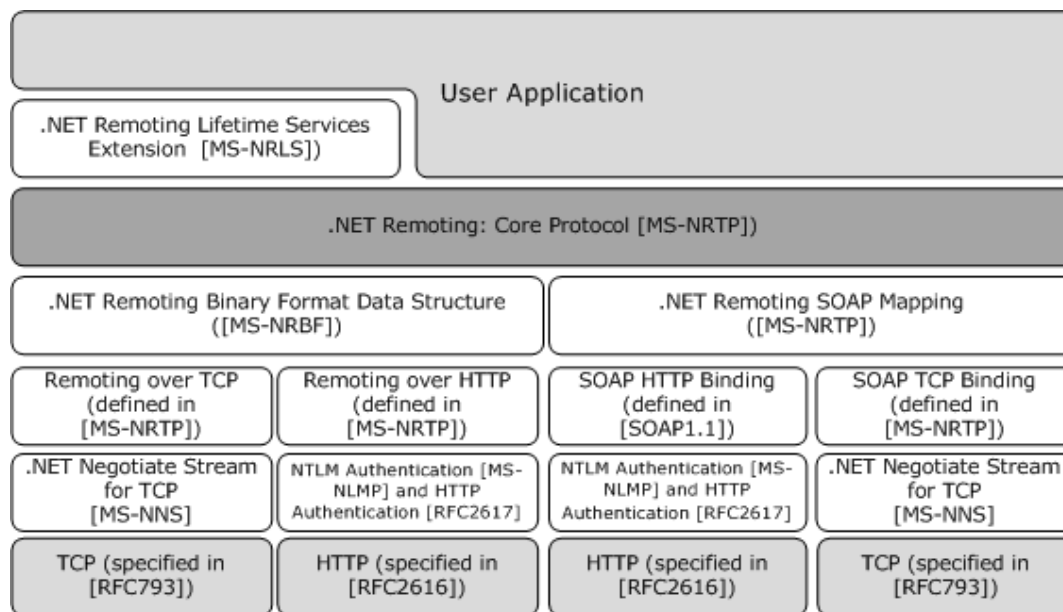 User Application
.NET Remoting Lifetime Services
Extension [MS-NRLS])
.NET Remoting: Core Protocol [MS-NRTP])
.NET Remoting Binary Format Data Structure
([MS-NRBF])
.NET Remoting SOAP Mapping
([MS-NRTP])
Remoting over TCP
(defined in
[MS-NRTP])
Remoting over HTTP
(defined in
[MS-NRTP])
SOAP HTTP Binding
(defined in
[SOAP1.1])
SOAP TCP Binding
(defined in
[MS-NRTP])
.NET Negotiate Stream
for TCP
[MS-NNS]
NTLM Authentication [MS-
NLMP] and HTTP
Authentication [RFC2617]
NTLM Authentication [MS-
NLMP] and HTTP
Authentication [RFC2617]
.NET Negotiate Stream
for TCP
[MS-NNS]
TCP (specified in
[RFC793])
HTTP (specified in
[RFC2616])
HTTP (specified in
[RFC2616])
TCP (specified in
[RFC793])